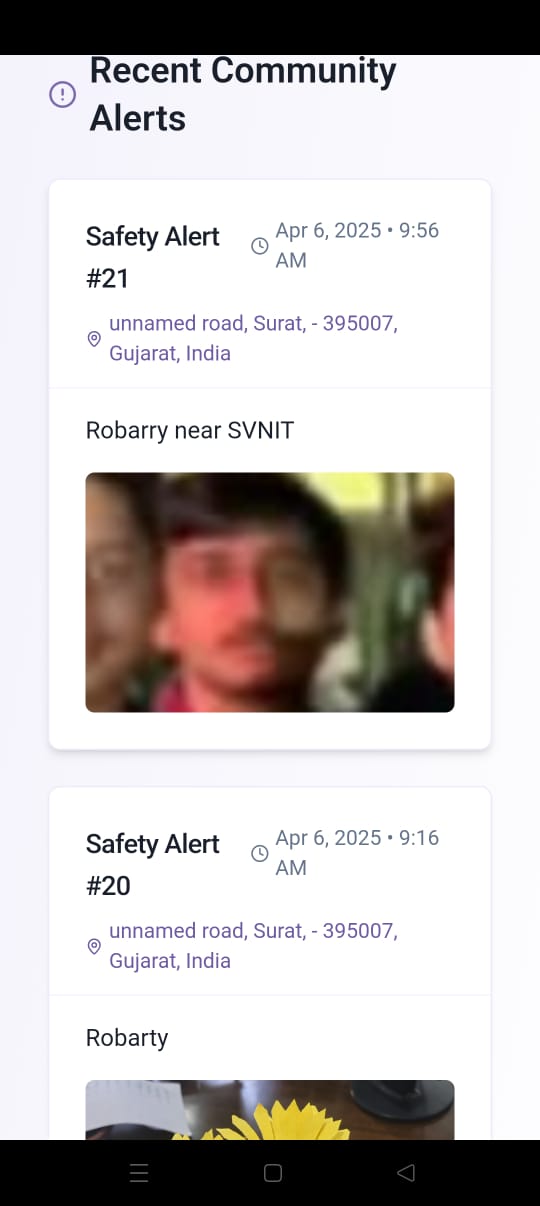 Recent Community
Alerts
Safety Alert
#21
Apr 6, 2025 • 9:56
AM
unnamed road, Surat, - 395007,
Gujarat, India
Robarry near SVNIT
Safety Alert
#20
Apr 6, 2025 • 9:16
AM
unnamed road, Surat, - 395007,
Gujarat, India
Robarty